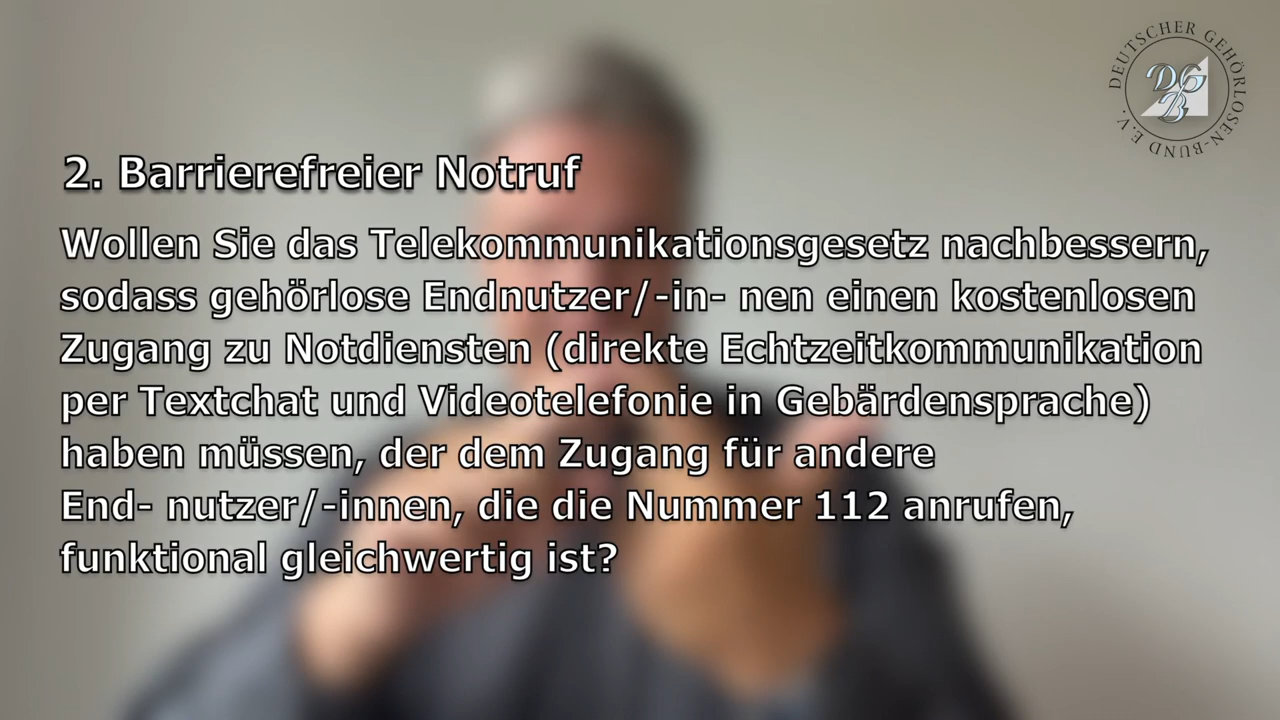 DEUTSCHER GEHÖRLOSEN-BUND E.V.
DGB
2. Barrierefreier Notruf
Wollen Sie das Telekommunikationsgesetz nachbessern,
sodass gehörlose Endnutzer/-in- nen einen kostenlosen
Zugang zu Notdiensten (direkte Echtzeitkommunikation
per Textchat und Videotelefonie in Gebärdensprache)
haben müssen, der dem Zugang für andere
End- nutzer/-innen, die die Nummer 112 anrufen,
funktional gleichwertig ist?